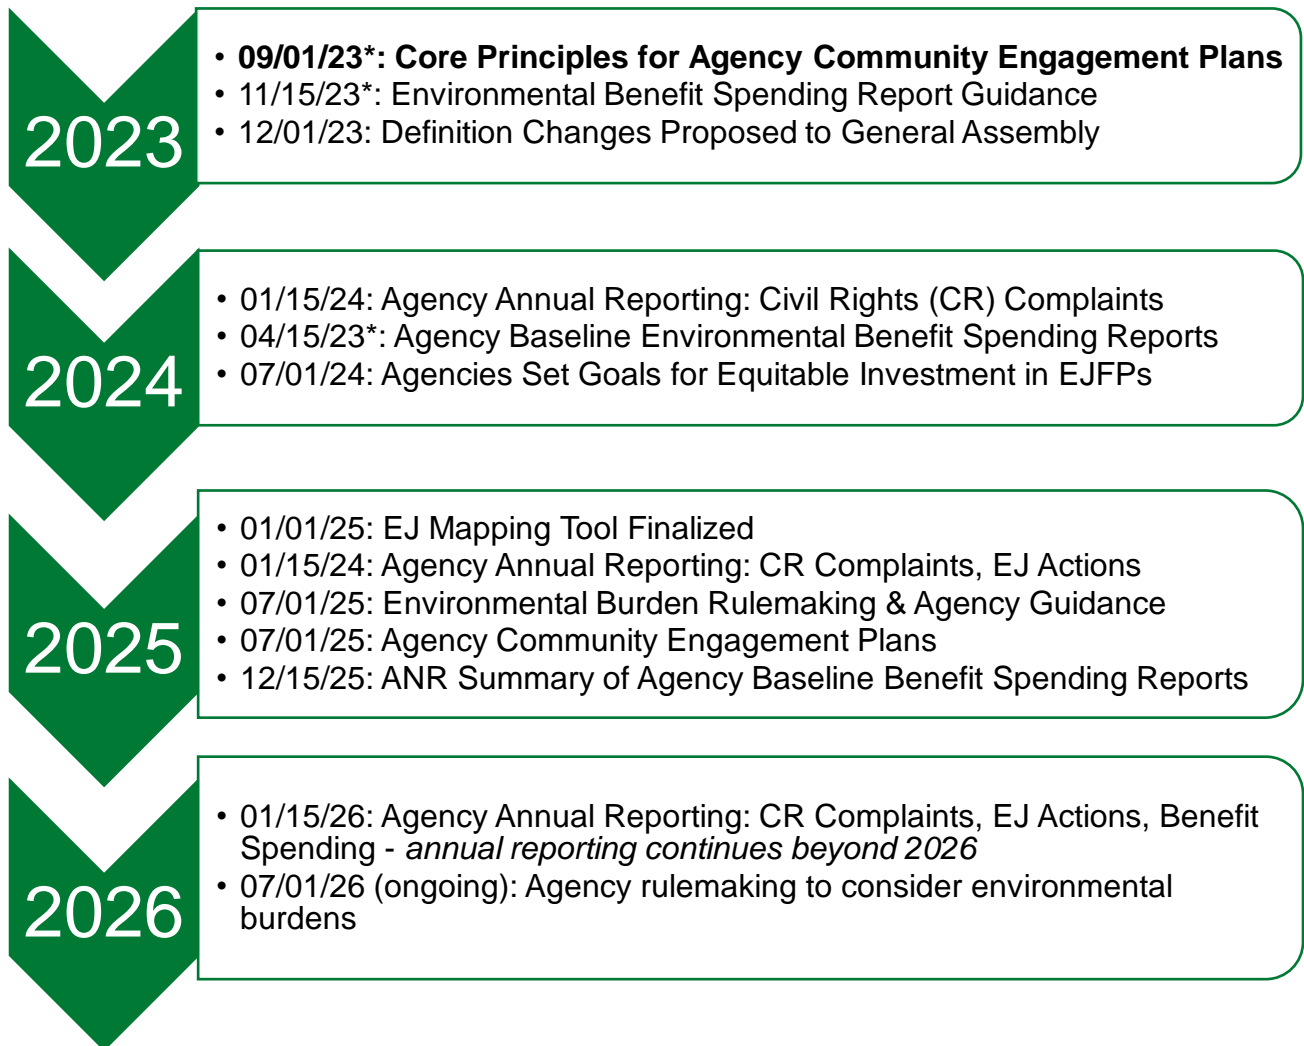 2023
• 09/01/23*: Core Principles for Agency Community Engagement Plans
• 11/15/23*: Environmental Benefit Spending Report Guidance
• 12/01/23: Definition Changes Proposed to General Assembly
2024
• 01/15/24: Agency Annual Reporting: Civil Rights (CR) Complaints
• 04/15/23*: Agency Baseline Environmental Benefit Spending Reports
• 07/01/24: Agencies Set Goals for Equitable Investment in EJFPs
2025
• 01/01/25: EJ Mapping Tool Finalized
• 01/15/24: Agency Annual Reporting: CR Complaints, EJ Actions
• 07/01/25: Environmental Burden Rulemaking & Agency Guidance
• 07/01/25: Agency Community Engagement Plans
• 12/15/25: ANR Summary of Agency Baseline Benefit Spending Reports
2026
• 01/15/26: Agency Annual Reporting: CR Complaints, EJ Actions, Benefit
Spending - annual reporting continues beyond 2026
• 07/01/26 (ongoing): Agency rulemaking to consider environmental
burdens